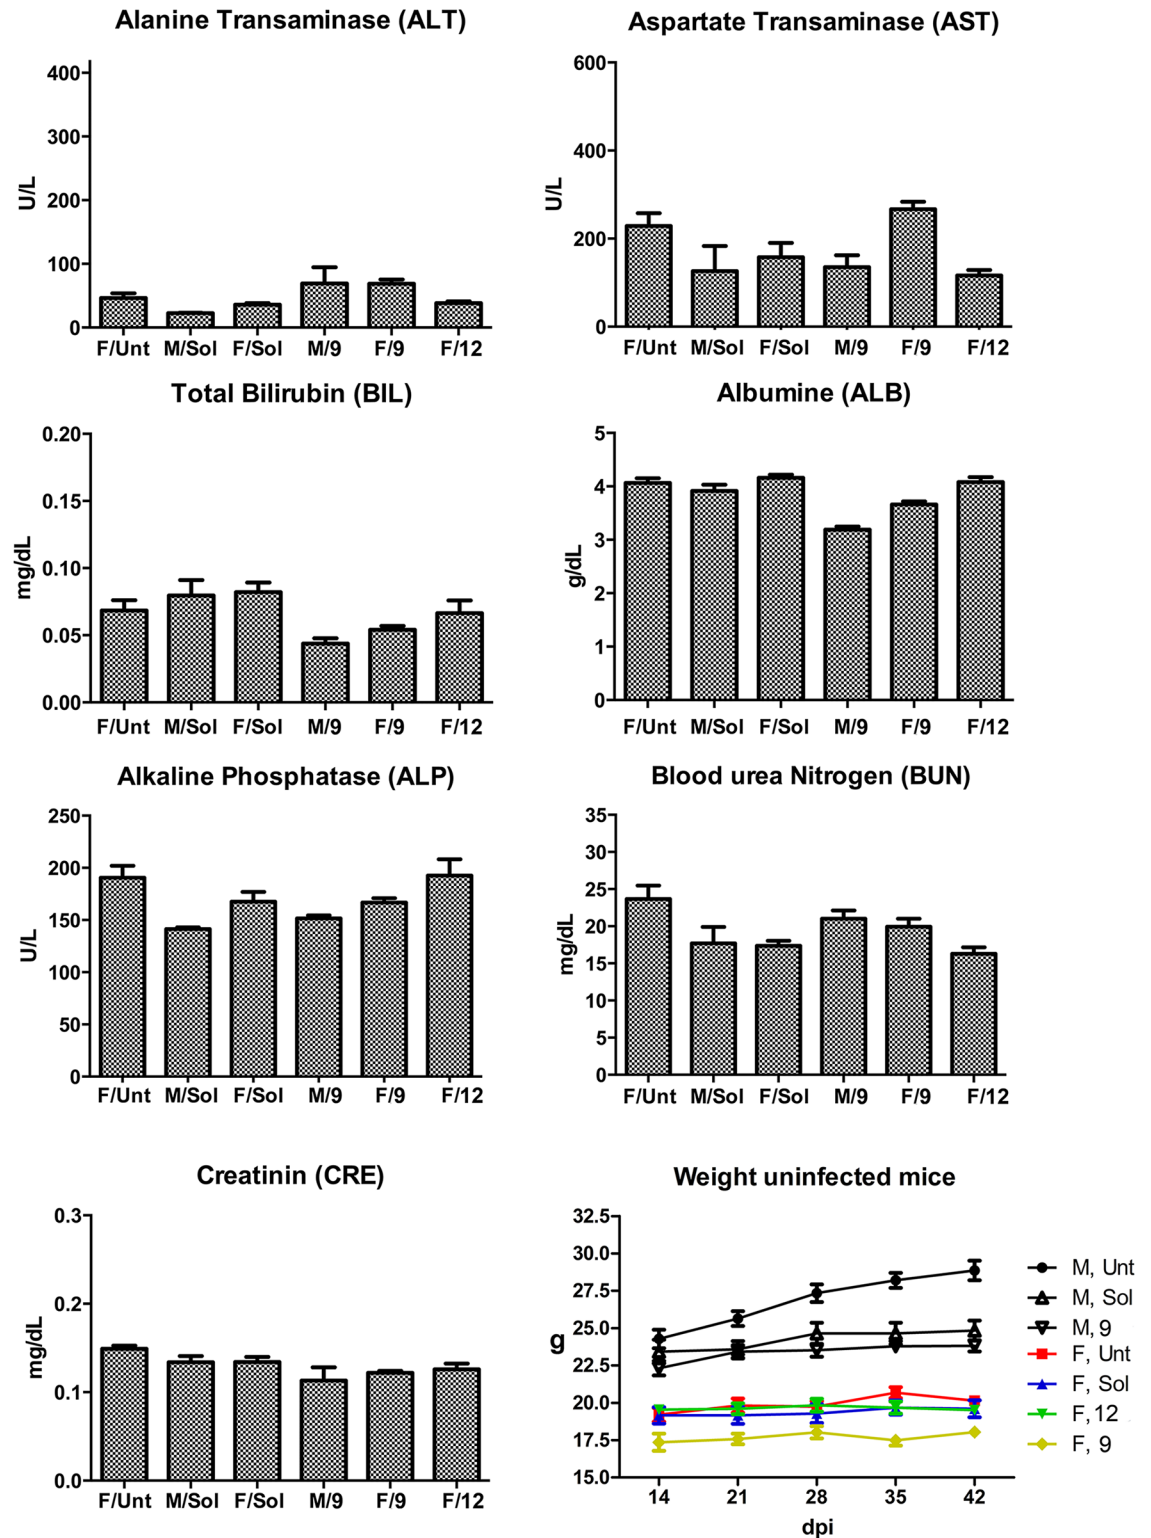 Alanine Transaminase (ALT)
400
300
200
100
0
U/L
F/Unt M/Sol F/Sol M/9 F/9 F/12
Aspartate Transaminase (AST)
600
400
200
0
U/L
F/Unt M/Sol F/Sol M/9 F/9 F/12
Total Bilirubin (BIL)
0.20
0.15
0.10
0.05
0.00
mg/dL
F/Unt M/Sol F/Sol M/9 F/9 F/12
Albumine (ALB)
5
4
3
2
1
0
g/dL
F/Unt M/Sol F/Sol M/9 F/9 F/12
Alkaline Phosphatase (ALP)
250
200
150
100
50
0
U/L
F/Unt M/Sol F/Sol M/9 F/9 F/12
Blood urea Nitrogen (BUN)
35
30
25
20
15
10
5
0
mg/dL
F/Unt M/Sol F/Sol M/9 F/9 F/12
Creatinin (CRE)
0.3
0.2
0.1
0.0
mg/dL
F/Unt M/Sol F/Sol M/9 F/9 F/12
Weight uninfected mice
32.5
30.0
27.5
25.0
22.5
20.0
17.5
15.0
g
14 21 28 35 42
dpi
M, Unt
M, Sol
M, 9
F, Unt
F, Sol
F, 12
F, 9